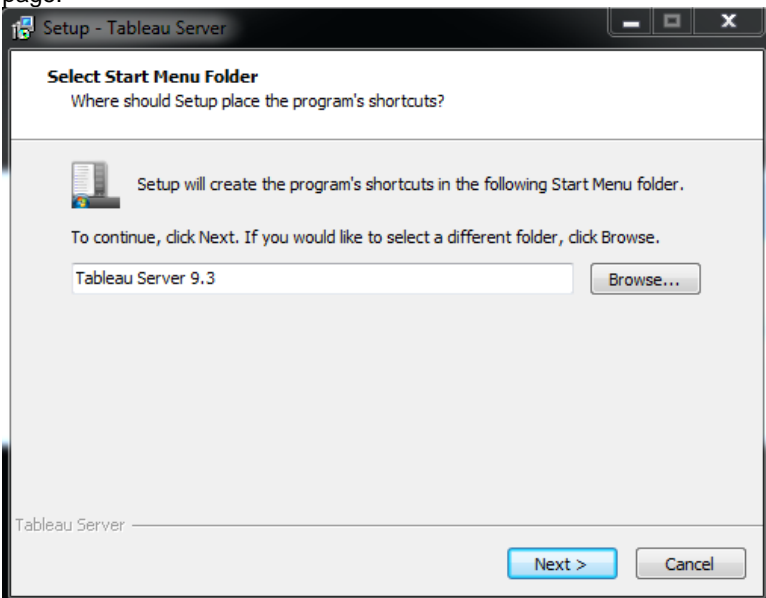 page.
Setup - Tableau Server
Select Start Menu Folder
Where should Setup place the program's shortcuts?
Setup will create the program's shortcuts in the following Start Menu folder.
To continue, click Next. If you would like to select a different folder, click Browse.
Tableau Server 9.3
Browse...
Tableau Server
Next >
Cancel